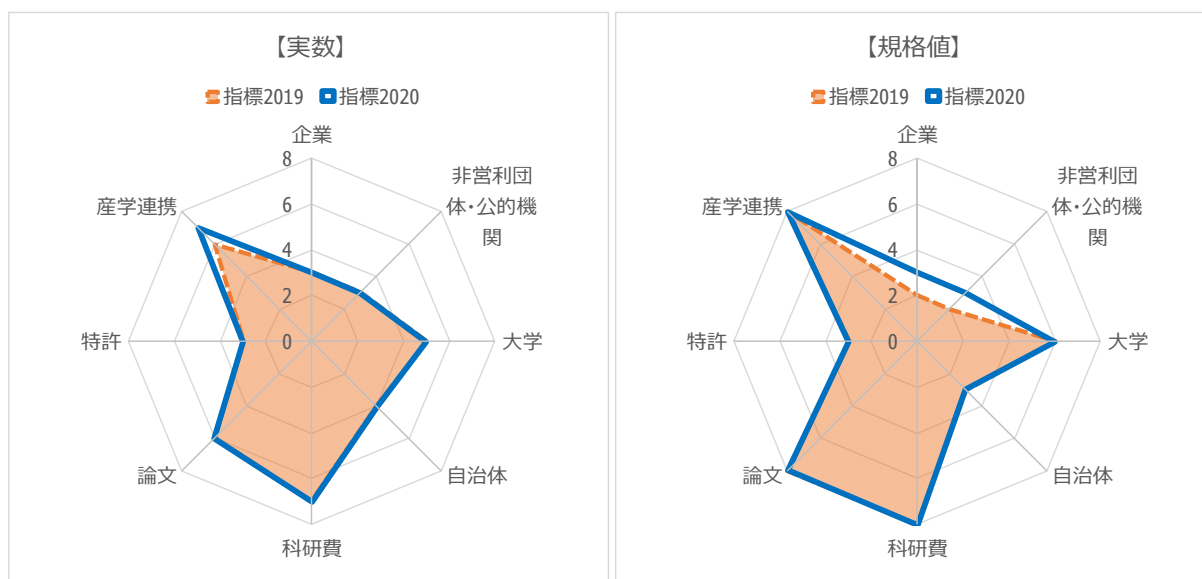 【実数】
指標2019 指標2020
企業
8
非営利団
体・公的機
関
6
4
2
0
産学連携
大学
特許
自治体
論文
科研費
【規格値】
指標2019 指標2020
企業
8
非営利団
体・公的機
関
6
4
2
0
産学連携
大学
特許
自治体
論文
科研費